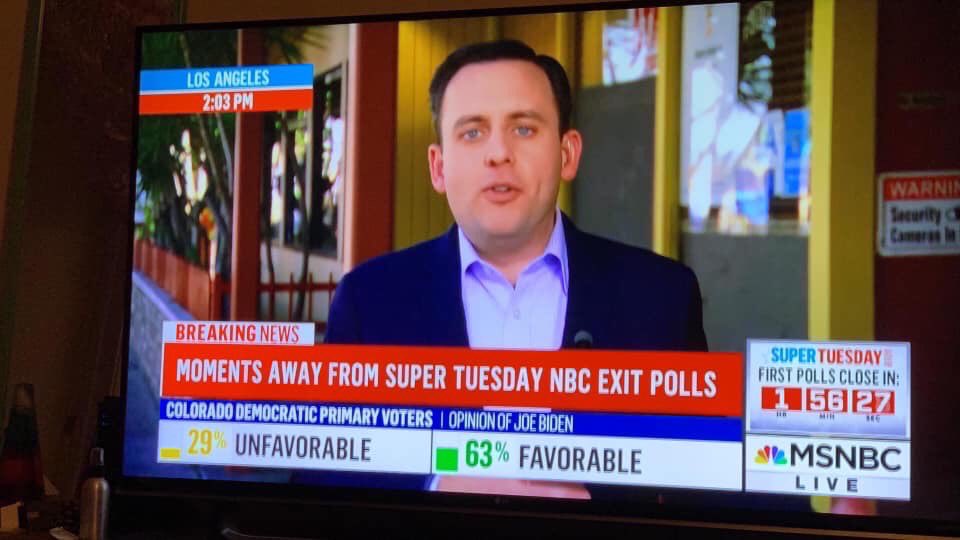 LOS ANGELES
2:03 PM
WARNIN
Security
Cameras In
BREAKING NEWS
MOMENTS AWAY FROM SUPER TUESDAY NBC EXIT POLLS
COLORADO DEMOCRATIC PRIMARY VOTERS | OPINION OF JOE BIDEN
29% UNFAVORABLE
63% FAVORABLE
SUPER TUESDAY
FIRST POLLS CLOSE IN:
1 56 27
HR MIN SEC
MSNBC
LIVE